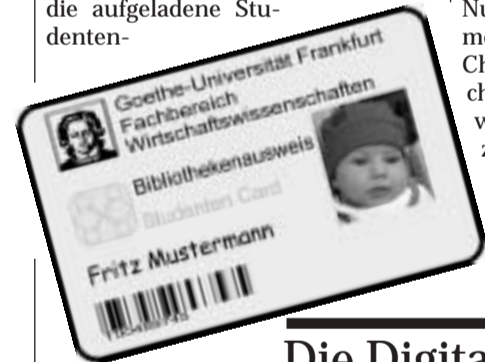 die aufgeladene Stu-
denten-
Goethe-Universität Frankfurt
Fachbereich
Wirtschaftswissenschaften
Bibliothekenausweis
Studenten Card
Fritz Mustermann
Die Digita